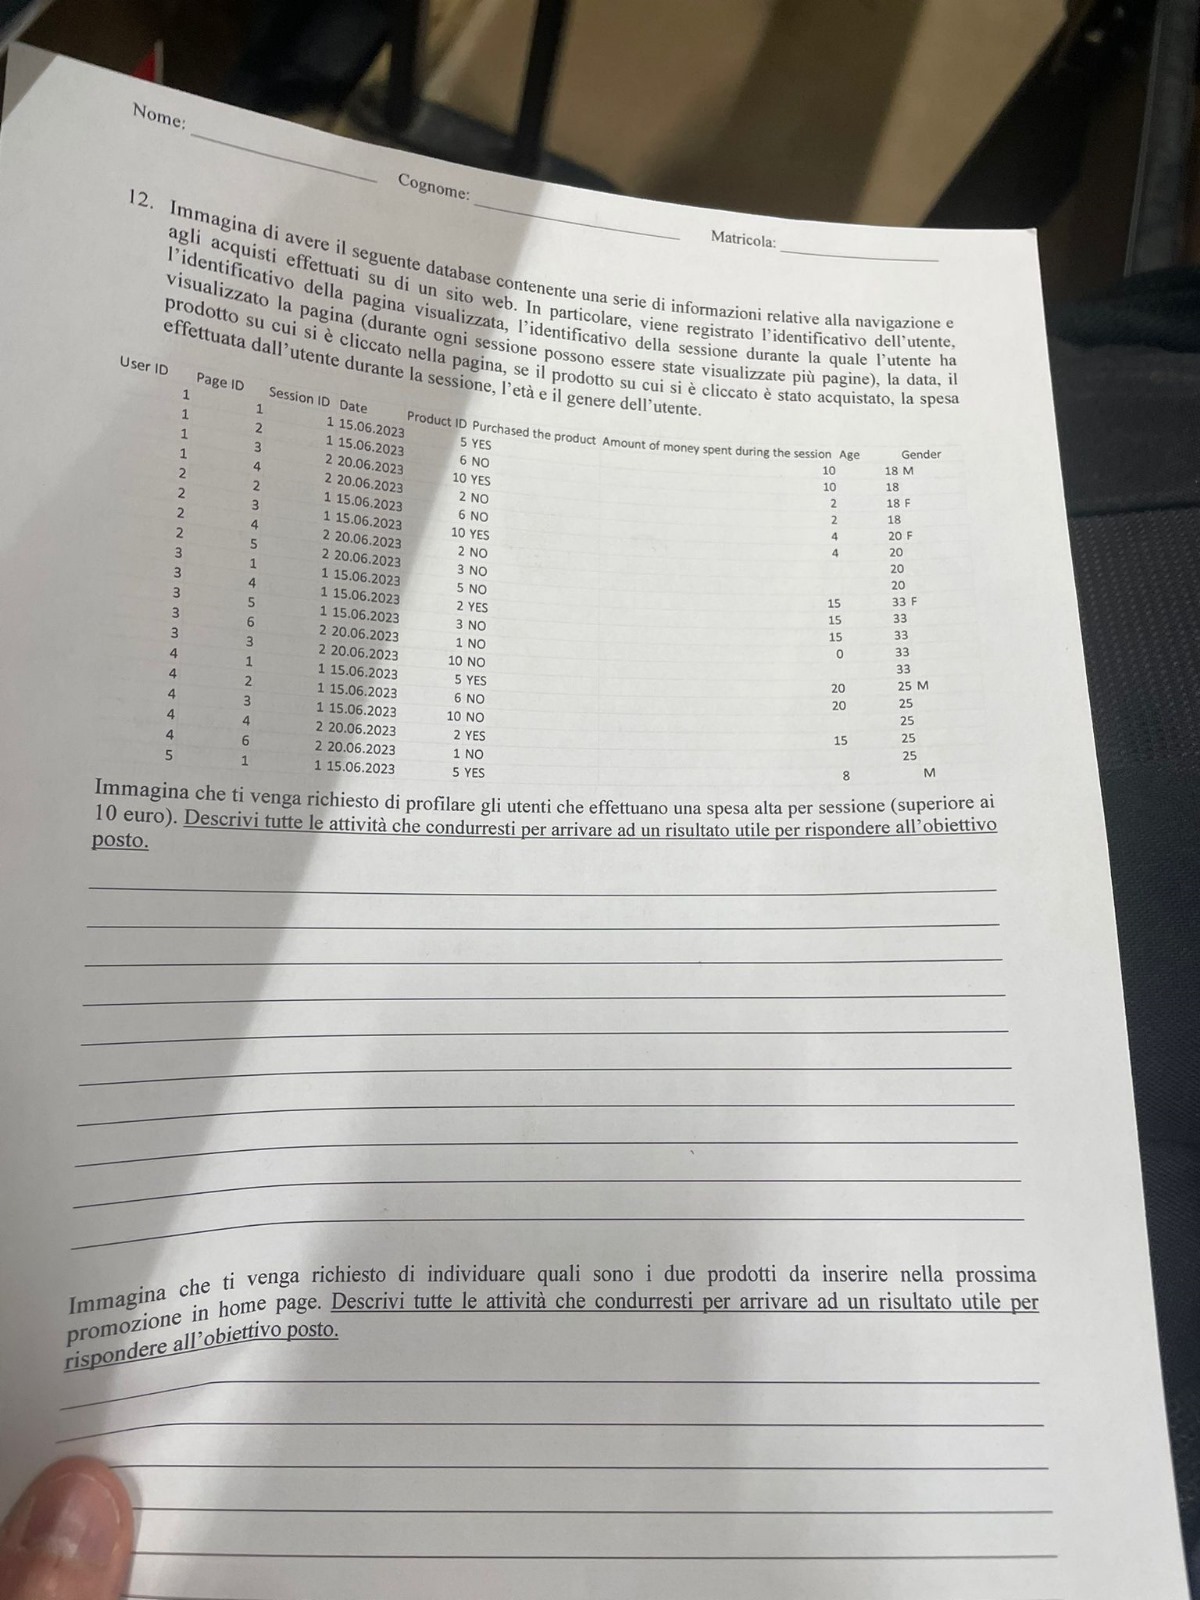 Nome: Cognome: Matricola:
12. Immagina di avere il seguente database contenente una serie di informazioni relative alla navigazione e
agli acquisti effettuati su di un sito web. In particolare, viene registrato l'identificativo dell'utente,
l'identificativo della pagina visualizzata, l'identificativo della sessione durante la quale l'utente ha
visualizzato la pagina (durante ogni sessione possono essere state visualizzate più pagine), la data, il
prodotto su cui si è cliccato nella pagina, se il prodotto su cui si è cliccato è stato acquistato, la spesa
effettuata dall'utente durante la sessione, l'età e il genere dell'utente.
User ID Page ID Session ID Date Product ID Purchased the product Amount of money spent during the session Age Gender
1 1 1 15.06.2023 5 YES 10 18 M
1 2 1 15.06.2023 6 NO 10 18
1 3 2 20.06.2023 10 YES 2 18 F
1 4 2 20.06.2023 2 NO 2 18
2 2 1 15.06.2023 6 NO 4 20 F
2 3 1 15.06.2023 10 YES 4 20
2 4 2 20.06.2023 2 NO 20
2 5 2 20.06.2023 3 NO 20
3 1 1 15.06.2023 5 NO 15 33 F
3 4 1 15.06.2023 2 YES 15 33
3 5 1 15.06.2023 3 NO 15 33
3 6 2 20.06.2023 1 NO 0 33
3 3 2 20.06.2023 10 NO 33
4 1 1 15.06.2023 5 YES 20 25 M
4 2 1 15.06.2023 6 NO 20 25
4 3 1 15.06.2023 10 NO 25
4 4 2 20.06.2023 2 YES 15 25
4 6 2 20.06.2023 1 NO 25
5 1 1 15.06.2023 5 YES 8 M
Immagina che ti venga richiesto di profilare gli utenti che effettuano una spesa alta per sessione (superiore ai
10 euro). Descrivi tutte le attività che condurresti per arrivare ad un risultato utile per rispondere all'obiettivo
posto.
Immagina che ti venga richiesto di individuare quali sono i due prodotti da inserire nella prossima
promozione in home page. Descrivi tutte le attività che condurresti per arrivare ad un risultato utile per
rispondere all'obiettivo posto.